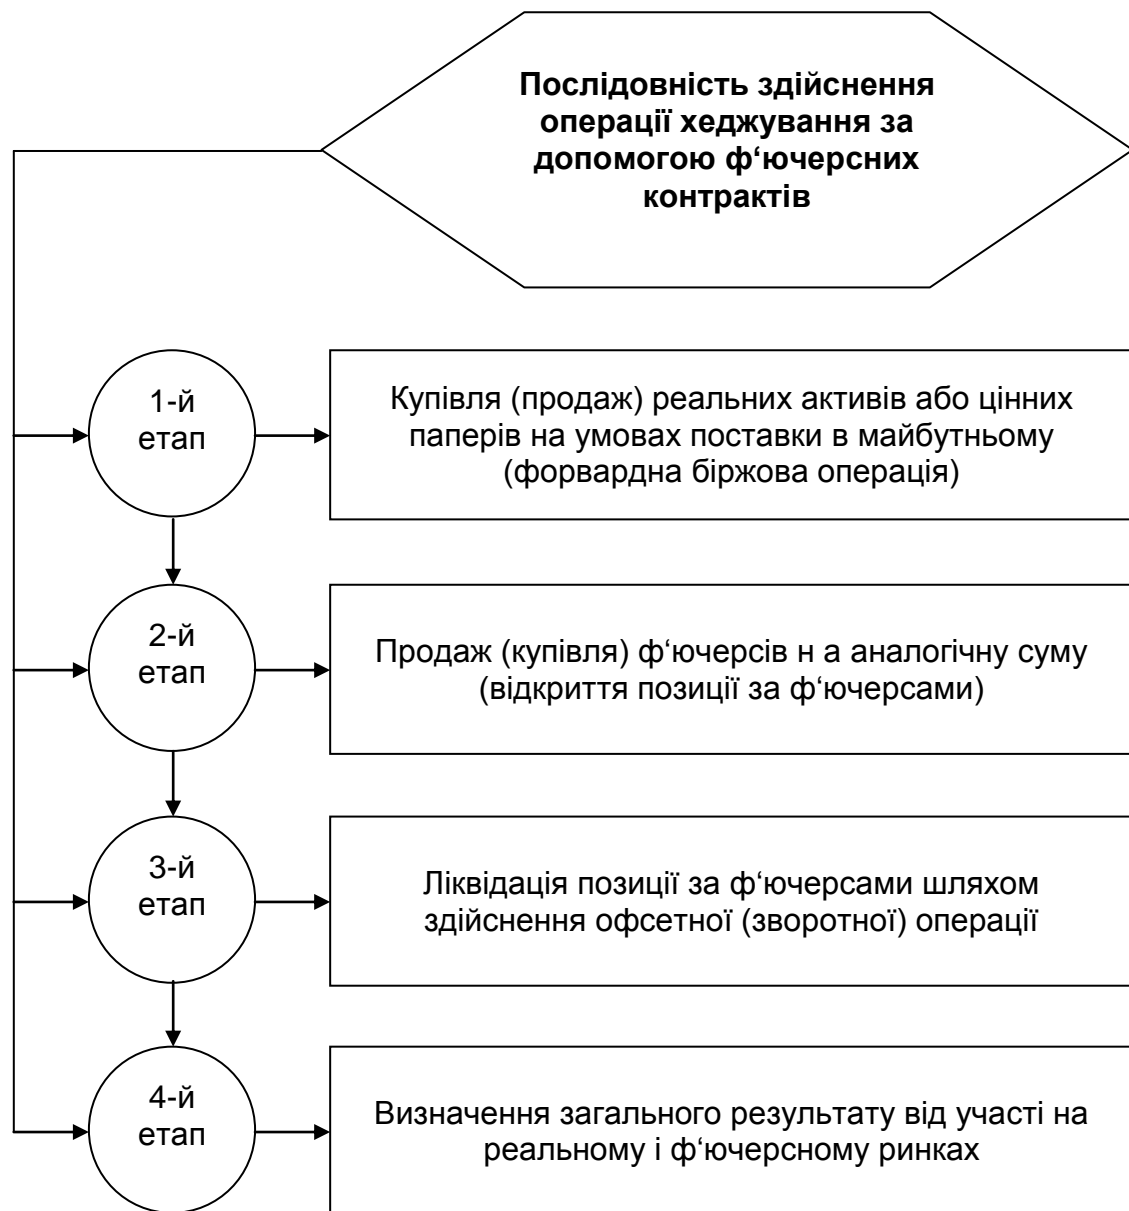 Послідовність здійснення
операції хеджування за
допомогою ф‘ючерсних
контрактів
1-й
етап
Купівля (продаж) реальних активів або цінних
паперів на умовах поставки в майбутньому
(форвардна біржова операція)
2-й
етап
Продаж (купівля) ф‘ючерсів н а аналогічну суму
(відкриття позиції за ф‘ючерсами)
3-й
етап
Ліквідація позиції за ф‘ючерсами шляхом
здійснення офсетної (зворотної) операції
4-й
етап
Визначення загального результату від участі на
реальному і ф‘ючерсному ринках